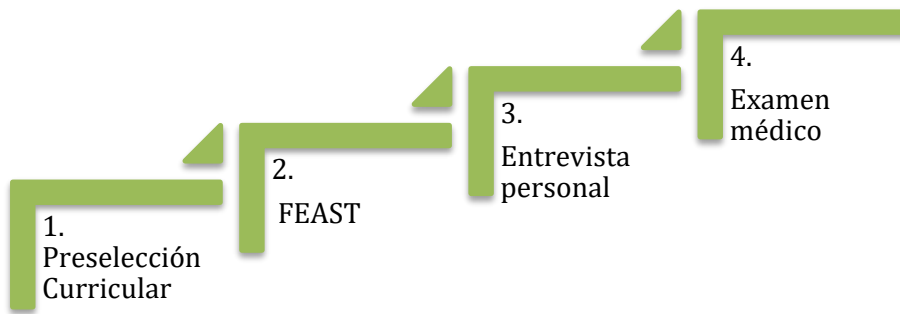 1.
Preselección
Curricular
2.
FEAST
3.
Entrevista
personal
4.
Examen
médico